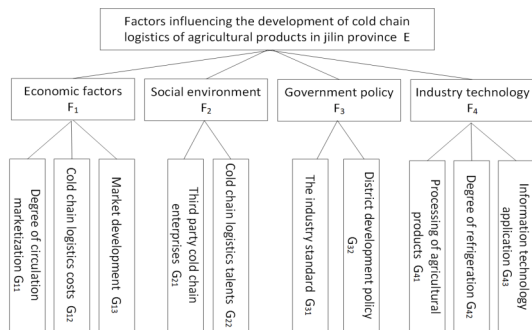 Factors influencing the development of cold chain
logistics of agricultural products in jilin province E
Economic factors
F1
Social environment
F2
Government policy
F3
Industry technology
F4
Degree of circulation
marketization G11
Cold chain logistics costs G12
Market development G13
Third party cold chain
enterprises G21
Cold chain logistics talents G22
The industry standard G31
District development policy
G32
Processing of agricultural
products G41
Degree of refrigeration G42
Information technology
application G43